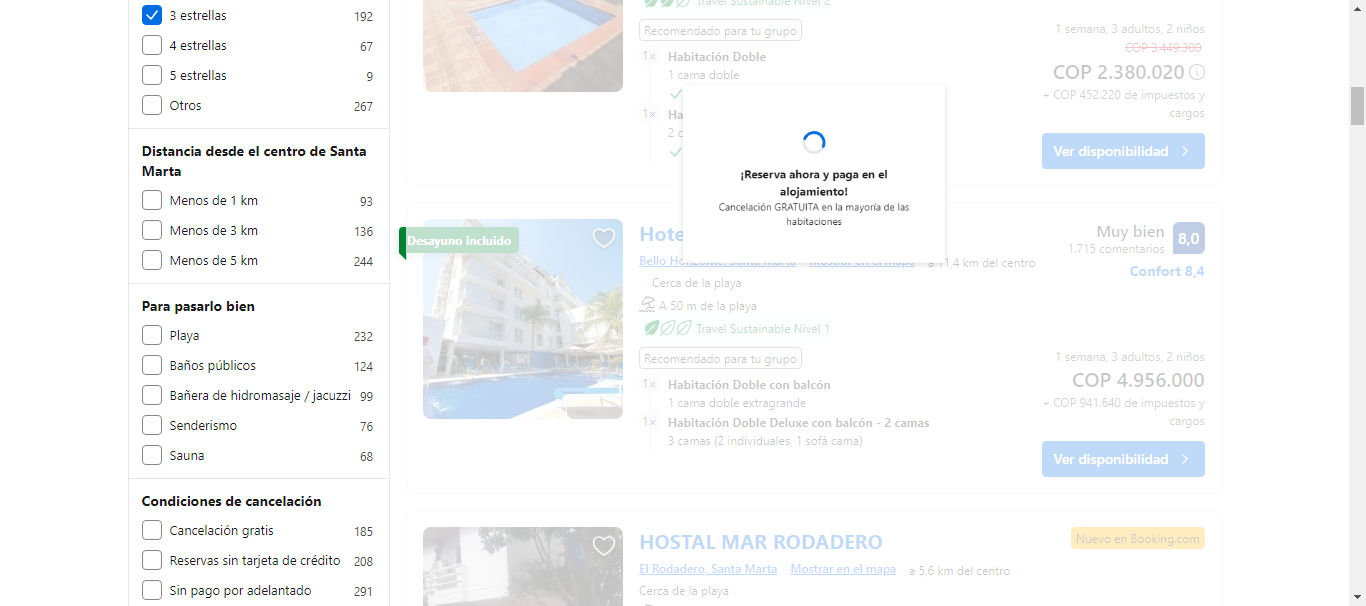 3 estrellas 192
4 estrellas 67
5 estrellas 9
Otros 267
Distancia desde el centro de Santa
Marta
Menos de 1 km 93
Menos de 3 km 136
Menos de 5 km 244
Para pasarlo bien
Playa 232
Baños públicos 124
Bañera de hidromasaje / jacuzzi 99
Senderismo 76
Sauna 68
Condiciones de cancelación
Cancelación gratis 185
Reservas sin tarjeta de crédito 208
Sin pago por adelantado 291
Travel Sustainable Nivel 2
Recomendado para tu grupo
1× Habitación Doble
1 cama doble
1× Ha
2 c
1 semana, 3 adultos, 2 niños
COP 3.449.300
COP 2.380.020
+ COP 452.220 de impuestos y
cargos
Ver disponibilidad
¡Reserva ahora y paga en el
alojamiento!
Cancelación GRATUITA en la mayoría de las
habitaciones
Desayuno incluido
Hote
Bello Horizonte, Santa Marta Mostrar en el mapa a 11,4 km del centro
Cerca de la playa
A 50 m de la playa
Travel Sustainable Nivel 1
Recomendado para tu grupo
1× Habitación Doble con balcón
1 cama doble extragrande
1× Habitación Doble Deluxe con balcón - 2 camas
3 camas (2 individuales, 1 sofá cama)
Muy bien 8,0
1.715 comentarios
Confort 8,4
1 semana, 3 adultos, 2 niños
COP 4.956.000
+ COP 941.640 de impuestos y
cargos
Ver disponibilidad
HOSTAL MAR RODADERO
El Rodadero, Santa Marta Mostrar en el mapa a 5,6 km del centro
Cerca de la playa
Nuevo en Booking.com